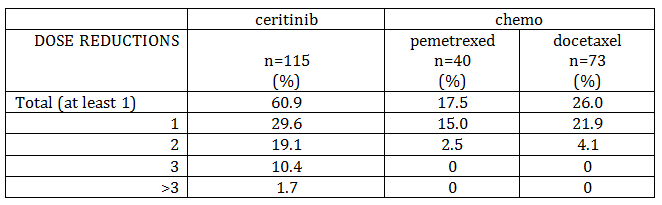 ceritinib chemo
DOSE REDUCTIONS pemetrexed docetaxel
n=115 n=40 n=73
(%) (%) (%)
Total (at least 1) 60.9 17.5 26.0
1 29.6 15.0 21.9
2 19.1 2.5 4.1
3 10.4 0 0
>3 1.7 0 0